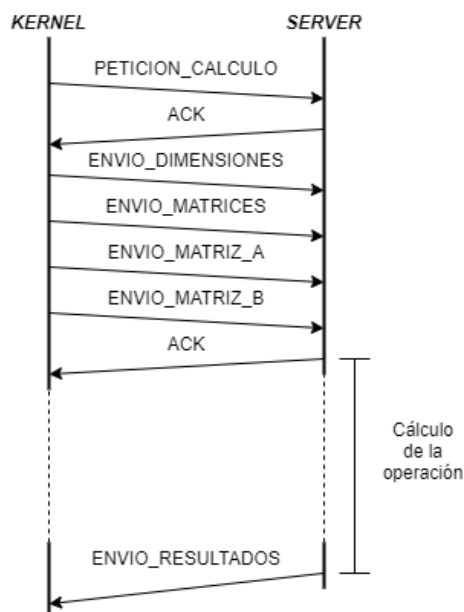 KERNEL
SERVER
PETICION_CALCULO
ACK
ENVIO_DIMENSIONES
ENVIO_MATRICES
ENVIO_MATRIZ_A
ENVIO_MATRIZ_B
ACK
Cálculo
de la
operación
ENVIO_RESULTADOS